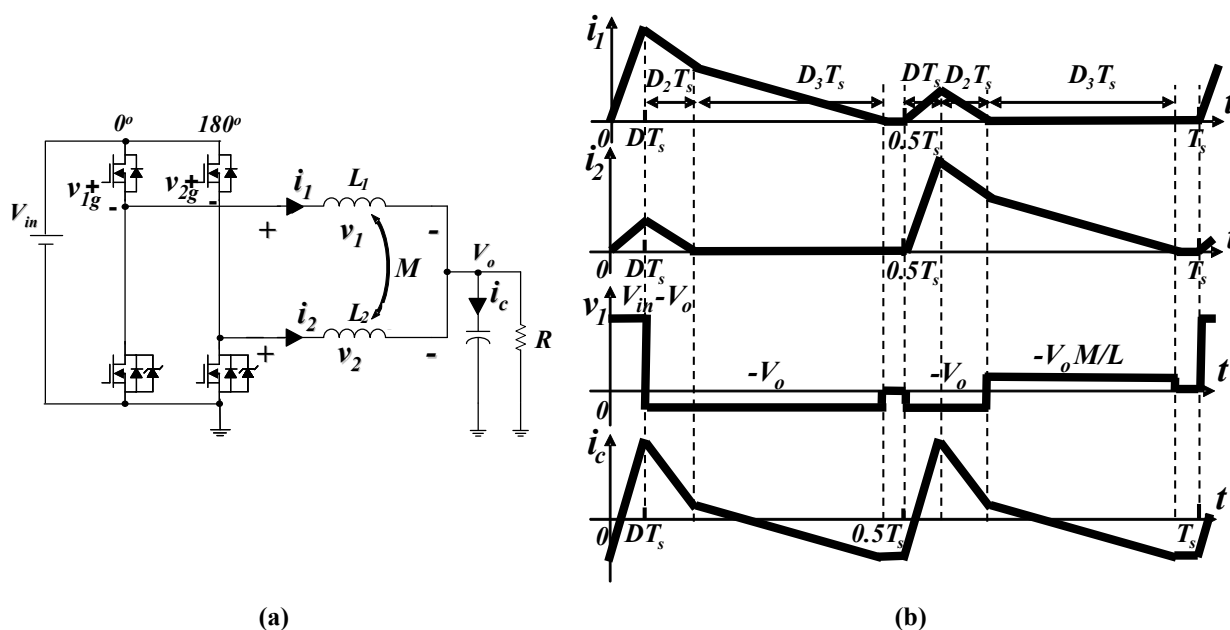 0º 180º
v1g + -
v2g + -
Vin
i1 L1
+ v1 -
M
Vo
ic
i2 L2
+ v2 -
R
(a)
i1
D2Ts D3Ts DTs D2Ts D3Ts
t
0 DTs 0.5Ts Ts
i2
t
0 DTs 0.5Ts Ts
v1 Vin-Vo
-Vo -Vo -VoM/L
t
0
ic
t
0 DTs 0.5Ts Ts
(b)